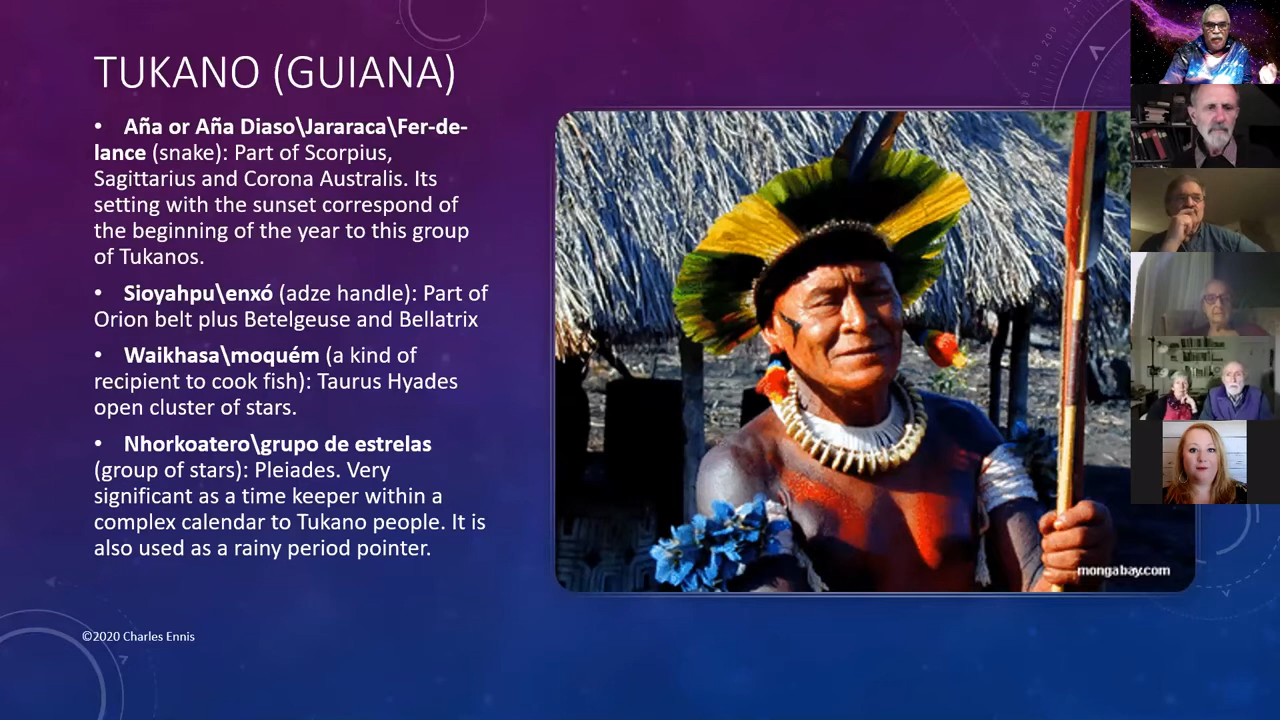 TUKANO (GUIANA)
• Aña or Aña Diaso\Jararaca\Fer-de-
lance (snake): Part of Scorpius,
Sagittarius and Corona Australis. Its
setting with the sunset correspond of
the beginning of the year to this group
of Tukanos.
• Sioyahpu\enxó (adze handle): Part of
Orion belt plus Betelgeuse and Bellatrix
• Waikhasa\moquém (a kind of
recipient to cook fish): Taurus Hyades
open cluster of stars.
• Nhorkoatero\grupo de estrelas
(group of stars): Pleiades. Very
significant as a time keeper within a
complex calendar to Tukano people. It is
also used as a rainy period pointer.
mongabay.com
©2020 Charles Ennis
190 200